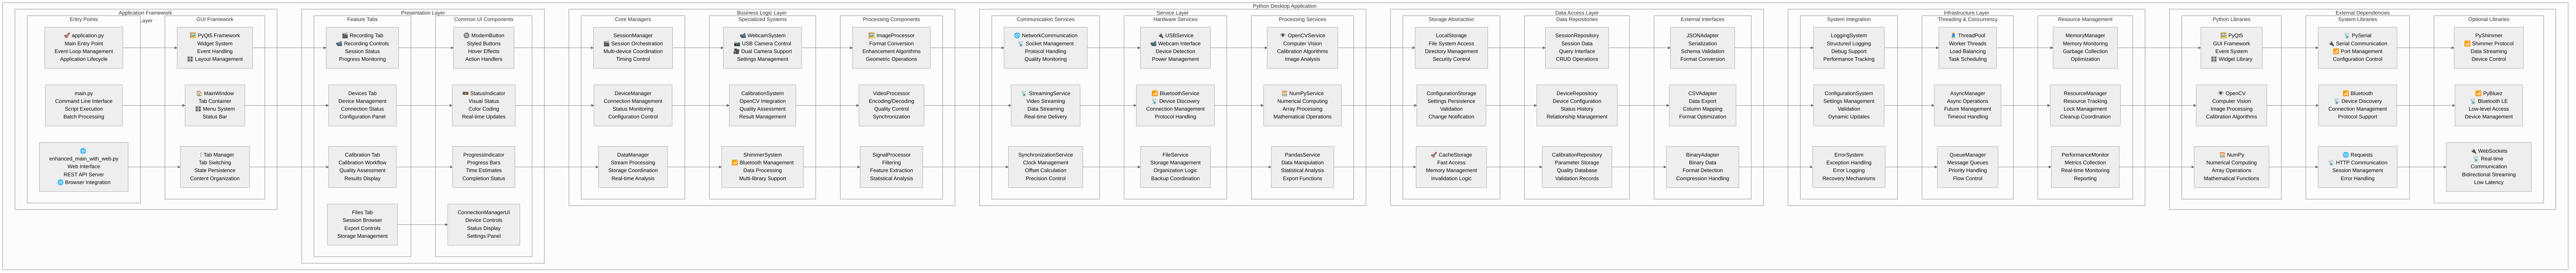 Python Desktop Application
Application Framework
Layer
Entry Points
🚀 application.py
Main Entry Point
Event Loop Management
Application Lifecycle
main.py
Command Line Interface
Script Execution
Batch Processing
🌐
enhanced_main_with_web.py
Web Interface
REST API Server
🌐 Browser Integration
GUI Framework
🖼️ PyQt5 Framework
Widget System
Event Handling
🎛️ Layout Management
🏠 MainWindow
Tab Container
🎛️ Menu System
Status Bar
📑 Tab Manager
Tab Switching
State Persistence
Content Organization
Presentation Layer
Feature Tabs
🎬 Recording Tab
📹 Recording Controls
Session Status
Progress Monitoring
Devices Tab
Device Management
Connection Status
Configuration Panel
Calibration Tab
Calibration Workflow
Quality Assessment
Results Display
Files Tab
Session Browser
Export Controls
Storage Management
Common UI Components
🔘 ModernButton
Styled Buttons
Hover Effects
Action Handlers
🚥 StatusIndicator
Visual Status
Color Coding
Real-time Updates
ProgressIndicator
Progress Bars
Time Estimates
Completion Status
ConnectionManagerUI
Device Controls
Status Display
Settings Panel
Business Logic Layer
Core Managers
SessionManager
🎬 Session Orchestration
Multi-device Coordination
Timing Control
DeviceManager
Connection Management
Status Monitoring
Configuration Control
DataManager
Stream Processing
Storage Coordination
Real-time Analysis
Specialized Systems
📹 WebcamSystem
📷 USB Camera Control
🎥 Dual Camera Support
Settings Management
CalibrationSystem
OpenCV Integration
Quality Assessment
Result Management
ShimmerSystem
📶 Bluetooth Management
Data Processing
Multi-library Support
Processing Components
🖼️ ImageProcessor
Format Conversion
Enhancement Algorithms
Geometric Operations
VideoProcessor
Encoding/Decoding
Quality Control
Synchronization
SignalProcessor
Filtering
Feature Extraction
Statistical Analysis
Service Layer
Communication Services
🌐 NetworkCommunication
📡 Socket Management
Protocol Handling
Quality Monitoring
📡 StreamingService
Video Streaming
Data Streaming
Real-time Delivery
SynchronizationService
Clock Management
Offset Calculation
Precision Control
Hardware Services
🔌 USBService
📹 Webcam Interface
Device Discovery
Power Management
📶 BluetoothService
📡 Device Discovery
Connection Management
Protocol Handling
FileService
Storage Management
Organization Logic
Backup Coordination
Processing Services
👁️ OpenCVService
Computer Vision
Calibration Algorithms
Image Analysis
🧮 NumPyService
Numerical Computing
Array Processing
Mathematical Operations
PandasService
Data Manipulation
Statistical Analysis
Export Functions
Data Access Layer
Storage Abstraction
LocalStorage
File System Access
Directory Management
Security Control
ConfigurationStorage
Settings Persistence
Validation
Change Notification
🚀 CacheStorage
Fast Access
Memory Management
Invalidation Logic
Data Repositories
SessionRepository
Session Data
Query Interface
CRUD Operations
DeviceRepository
Device Configuration
Status History
Relationship Management
CalibrationRepository
Parameter Storage
Quality Database
Validation Records
External Interfaces
JSONAdapter
Serialization
Schema Validation
Format Conversion
CSVAdapter
Data Export
Column Mapping
Format Optimization
BinaryAdapter
Binary Data
Format Detection
Compression Handling
Infrastructure Layer
System Integration
LoggingSystem
Structured Logging
Debug Support
Performance Tracking
ConfigurationSystem
Settings Management
Validation
Dynamic Updates
ErrorSystem
Exception Handling
Error Logging
Recovery Mechanisms
Threading & Concurrency
🧵 ThreadPool
Worker Threads
Load Balancing
Task Scheduling
AsyncManager
Async Operations
Future Management
Timeout Handling
QueueManager
Message Queues
Priority Handling
Flow Control
Resource Management
MemoryManager
Memory Monitoring
Garbage Collection
Optimization
ResourceManager
Resource Tracking
Lock Management
Cleanup Coordination
PerformanceMonitor
Metrics Collection
Real-time Monitoring
Reporting
External Dependencies
Python Libraries
🖼️ PyQt5
GUI Framework
Event System
🎛️ Widget Library
👁️ OpenCV
Computer Vision
Image Processing
Calibration Algorithms
🧮 NumPy
Numerical Computing
Array Operations
Mathematical Functions
System Libraries
📡 PySerial
🔌 Serial Communication
📶 Port Management
Configuration Control
📶 Bluetooth
📡 Device Discovery
Connection Management
Protocol Support
🌐 Requests
📡 HTTP Communication
Session Management
Error Handling
Optional Libraries
PyShimmer
📶 Shimmer Protocol
Data Streaming
Device Control
📶 PyBluez
📡 Bluetooth LE
Low-level Access
Device Management
🔌 WebSockets
📡 Real-time
Communication
Bidirectional Streaming
Low Latency